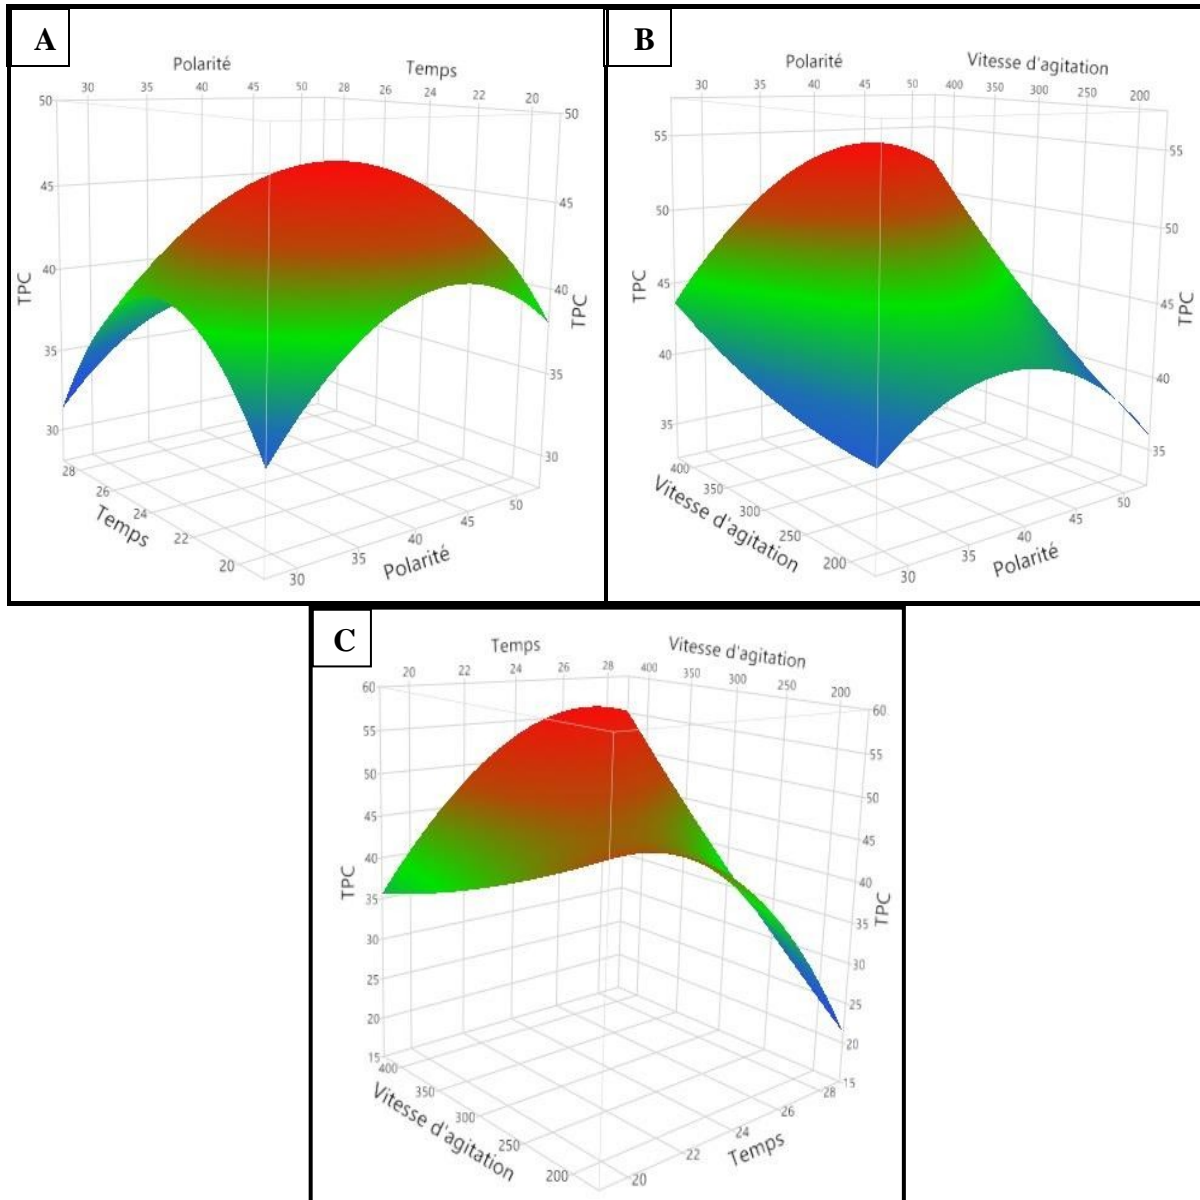 A
Polarité Temps
30 35 40 45 50 28 26 24 22 20
50 45 40 35 30
TPC
50 45 40 35 30
TPC
28 26 24 22 20
Temps
30 35 40 45 50
Polarité
B
Polarité Vitesse d'agitation
30 35 40 45 50 400 350 300 250 200
55 50 45 40 35
TPC
55 50 45 40 35
TPC
400 350 300 250 200
Vitesse d'agitation
30 35 40 45 50
Polarité
C
Temps Vitesse d'agitation
20 22 24 26 28 400 350 300 250 200
60 55 50 45 40 35 30 25 20 15
TPC
60 55 50 45 40 35 30 25 20 15
TPC
400 350 300 250 200
Vitesse d'agitation
20 22 24 26 28
Temps